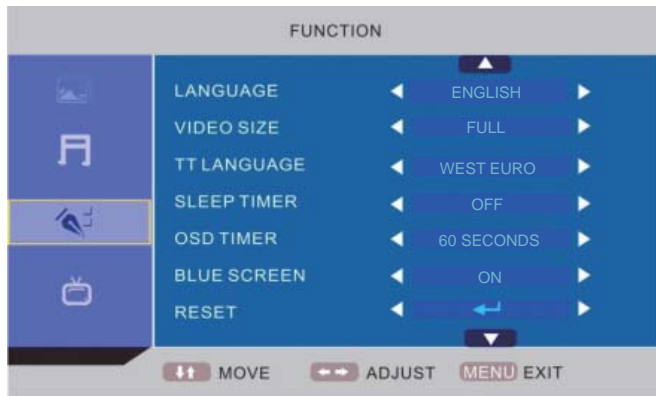 FUNCTION
LANGUAGE ENGLISH
VIDEO SIZE FULL
TT LANGUAGE WEST EURO
SLEEP TIMER OFF
OSD TIMER 60 SECONDS
BLUE SCREEN ON
RESET
MOVE ADJUST MENU EXIT